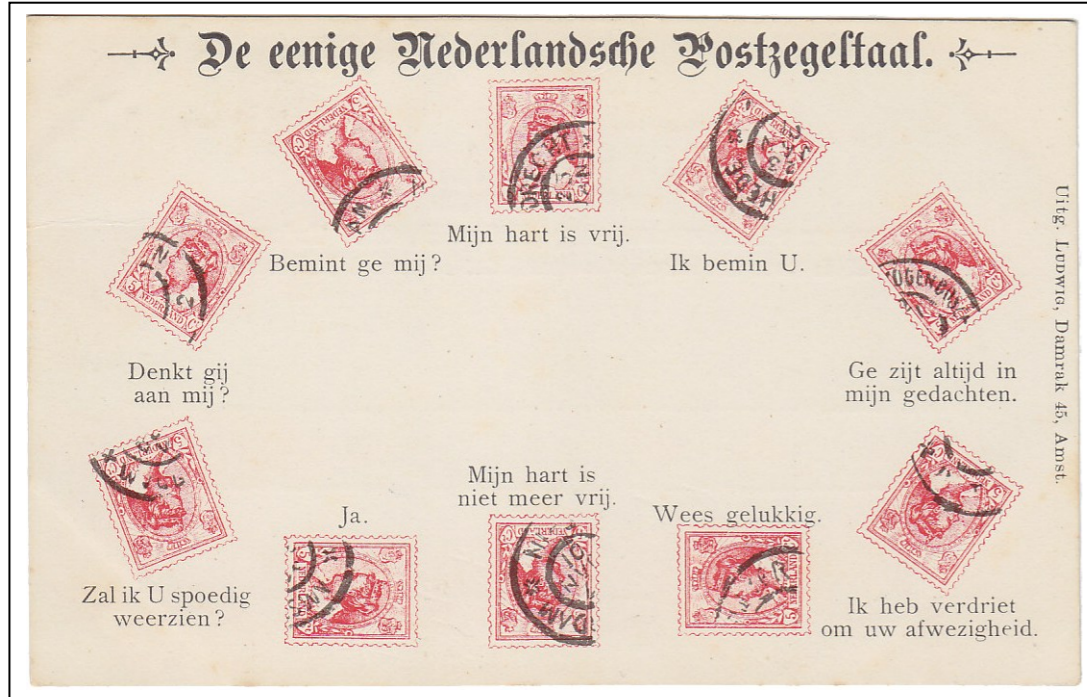 De eenige Nederlandsche Postzegeltaal.
Mijn hart is vrij.
Bemint ge mij?
Ik bemin U.
Denkt gij
aan mij?
Ge zijt altijd in
mijn gedachten.
Zal ik U spoedig
weerzien?
Ja.
Mijn hart is
niet meer vrij.
Wees gelukkig.
Ik heb verdriet
om uw afwezigheid.
Uitg. Ludwig, Damrak 45, Amst.